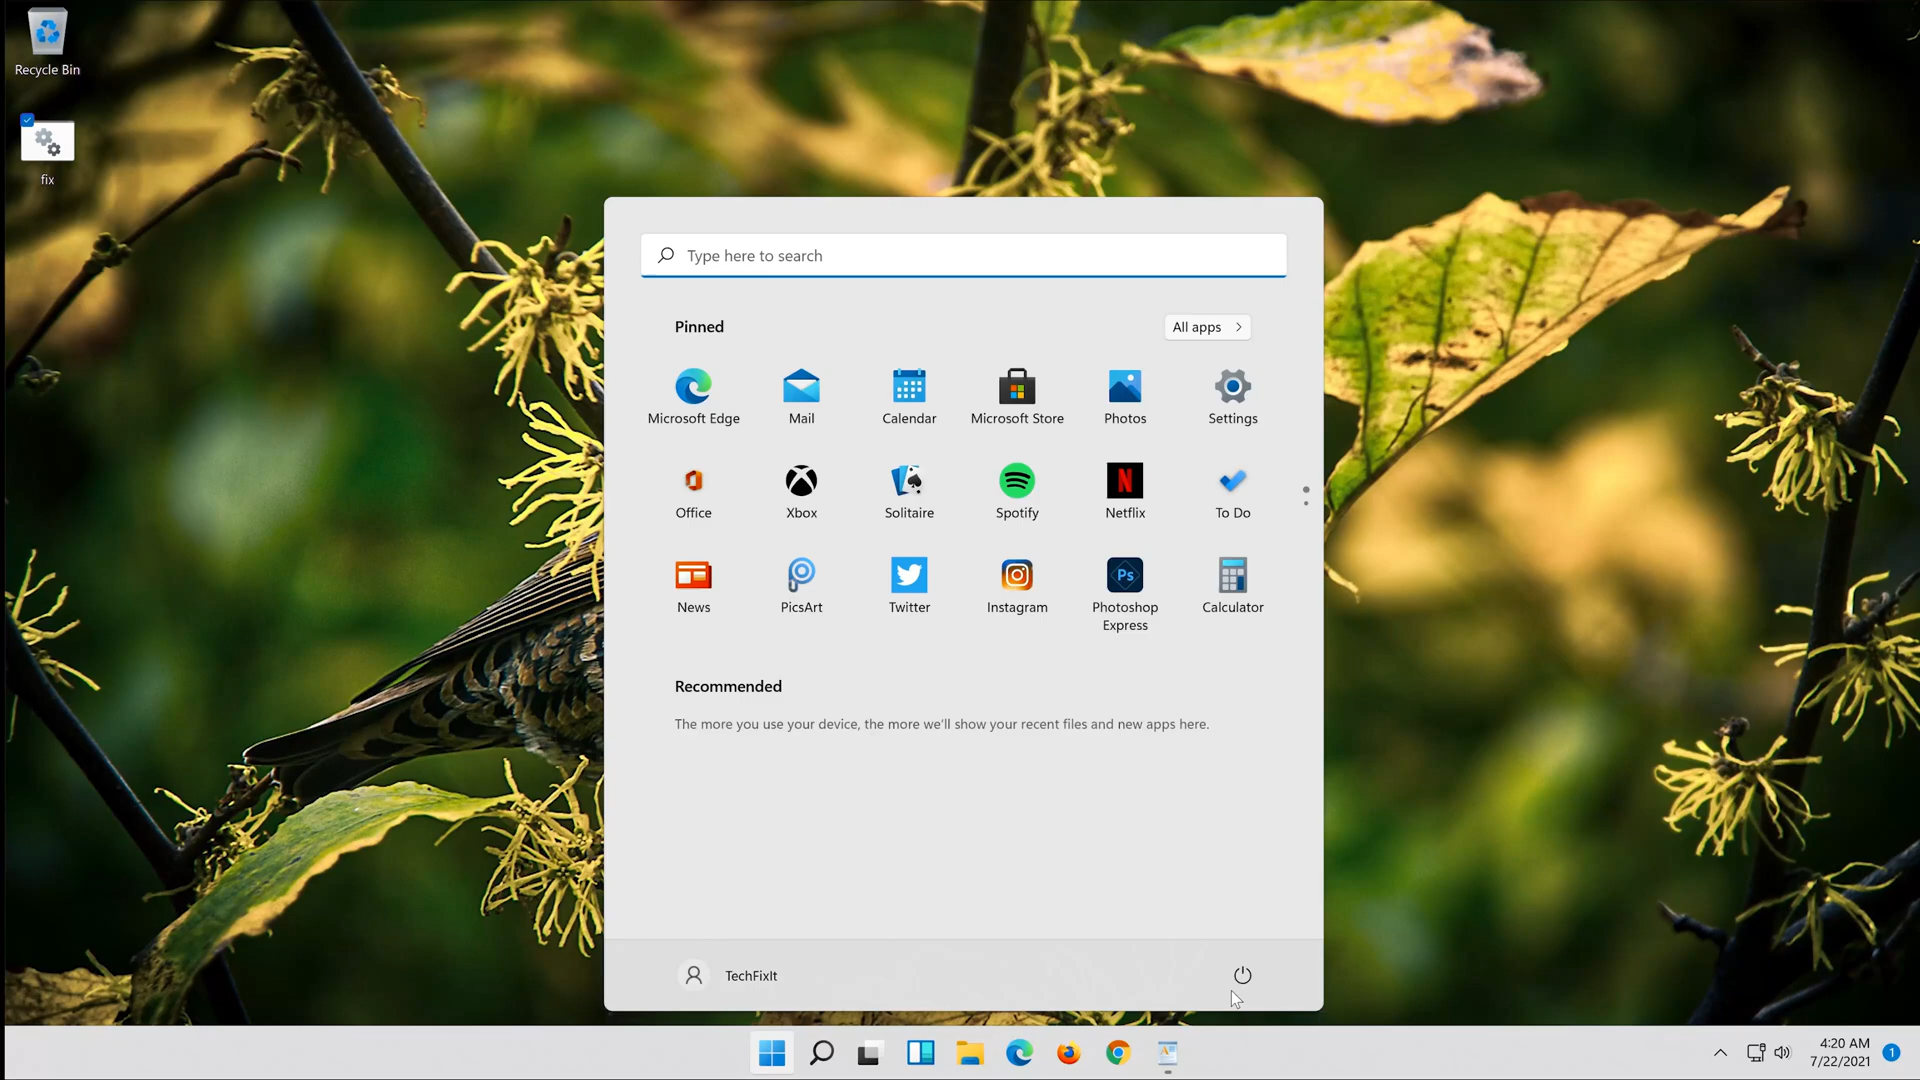 Recycle Bin
fix
Type here to search
Pinned
All apps
Microsoft Edge
Mail
Calendar
Microsoft Store
Photos
Settings
Office
Xbox
Solitaire
Spotify
N
Netflix
To Do
News
PicsArt
Twitter
Instagram
Ps
Photoshop
Express
Calculator
Recommended
The more you use your device, the more we'll show your recent files and new apps here.
TechFixIt
4:20 AM
7/22/2021
1